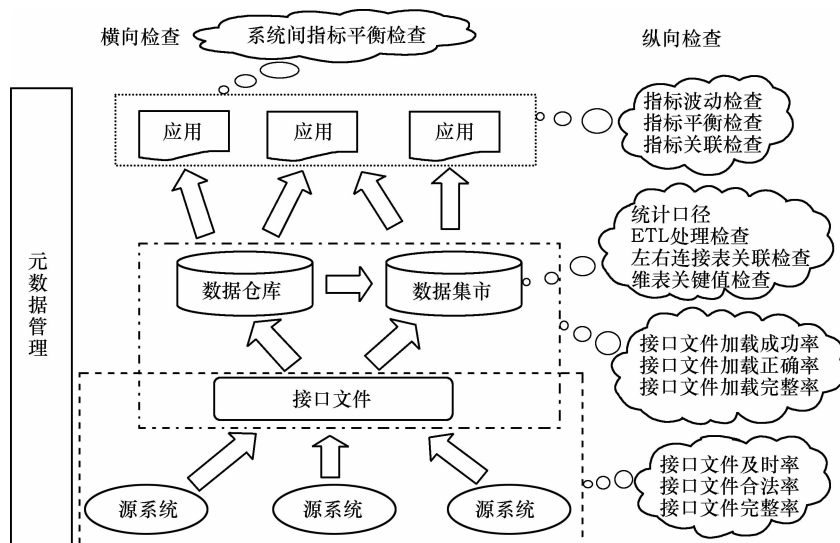 横向检查
系统间指标平衡检查
纵向检查
应用
应用
应用
指标波动检查
指标平衡检查
指标关联检查
元数据管理
数据仓库
数据集市
统计口径
ETL处理检查
左右连接表关联检查
维表关键值检查
接口文件
接口文件加载成功率
接口文件加载正确率
接口文件加载完整率
源系统
源系统
源系统
接口文件及时率
接口文件合法率
接口文件完整率